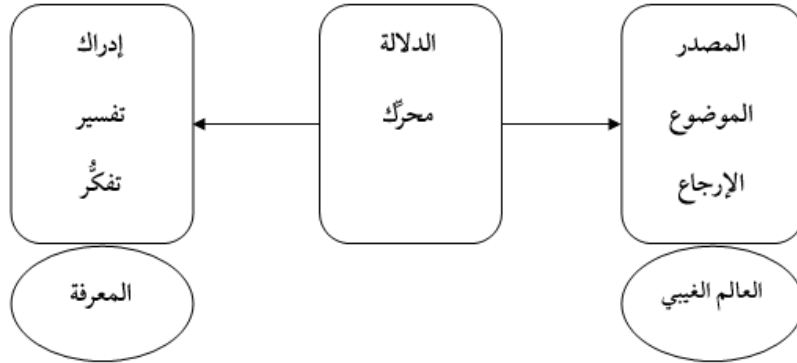 المصدر
الموضوع
الإرجاع
العالم الغيبي
الدلالة
محرِّك
إدراك
تفسير
تفكُّر
المعرفة